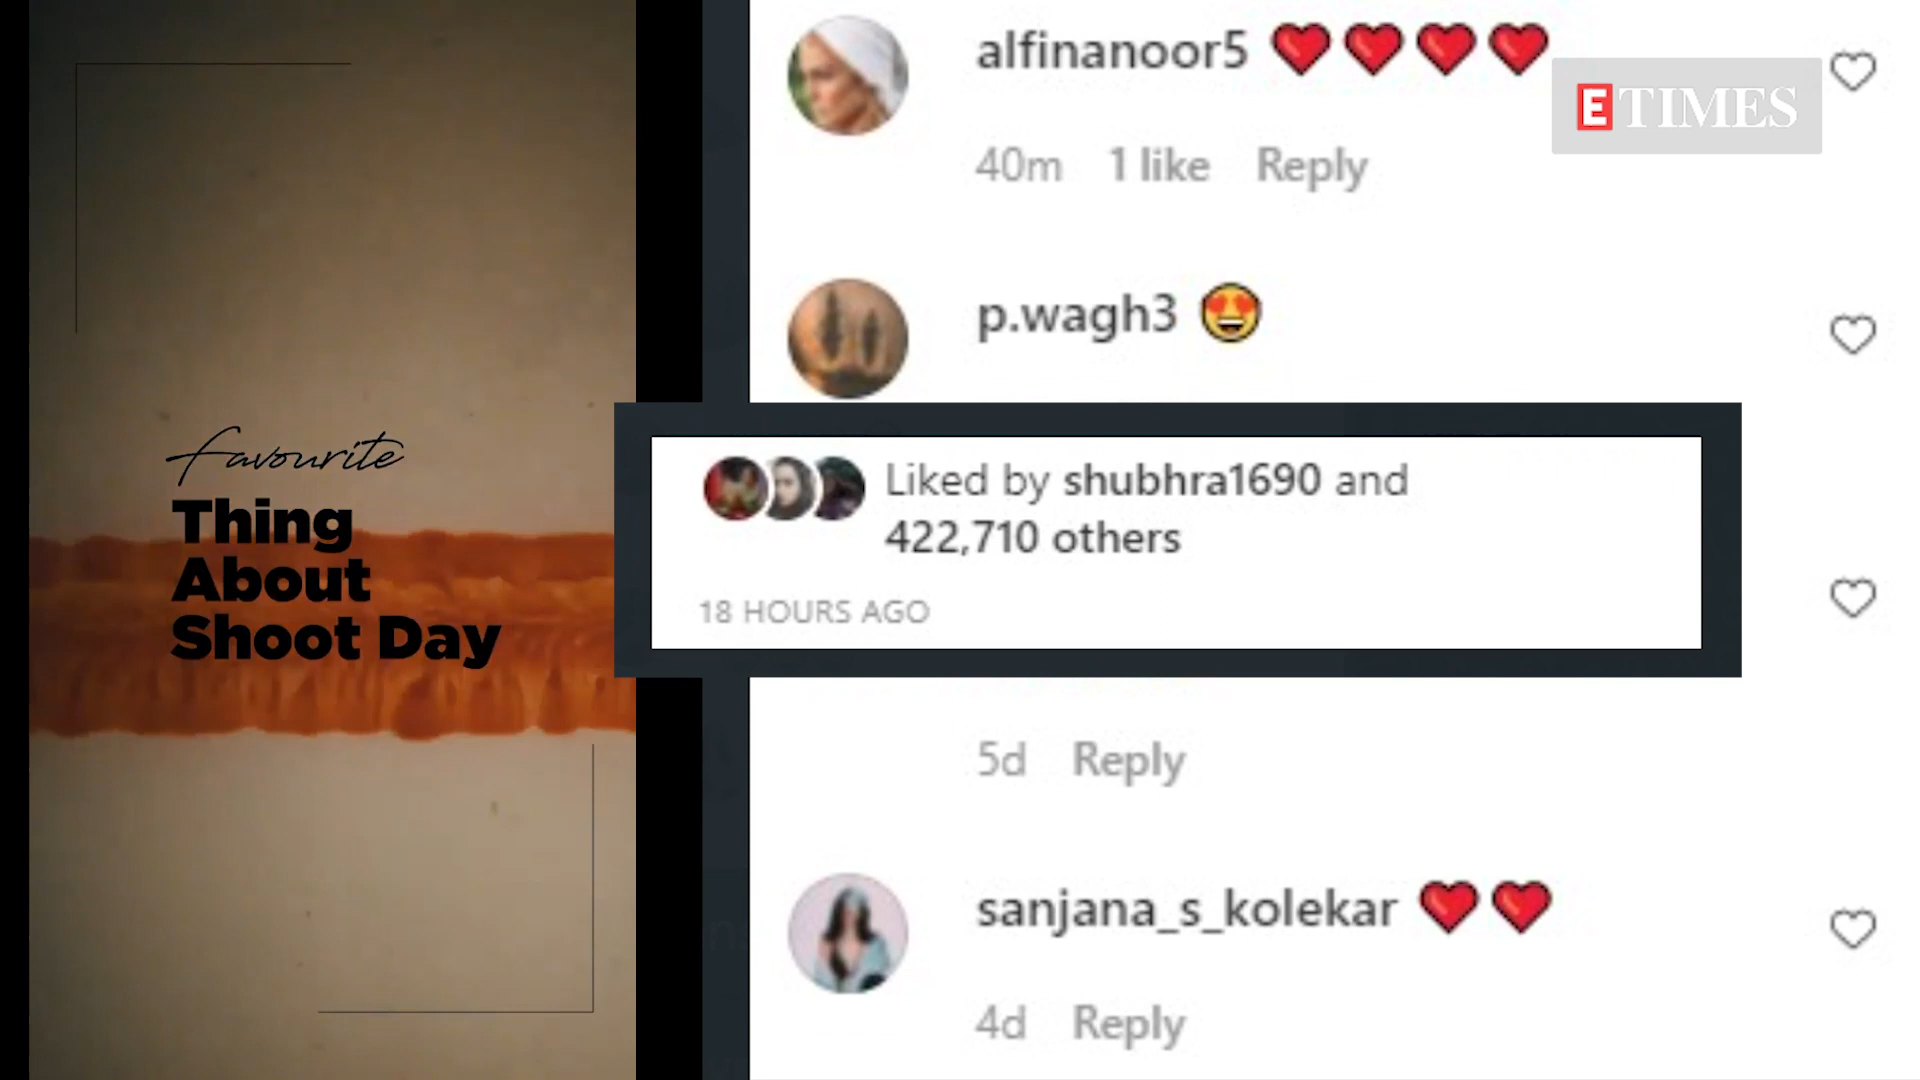 favourite
Thing
About
Shoot Day
alfinanoor5 ❤️❤️❤️❤️
40m 1 like Reply
ETIMES
p.wagh3 😍
Liked by shubhra1690 and
422,710 others
18 HOURS AGO
5d Reply
sanjana_s_kolekar ❤️❤️
4d Reply